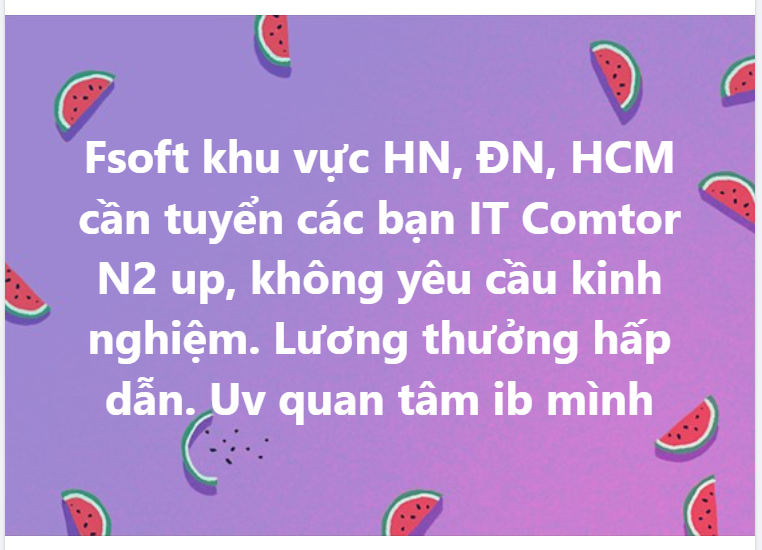 Fsoft khu vực HN, ĐN, HCM
cần tuyển các bạn IT Comtor
N2 up, không yêu cầu kinh
nghiệm. Lương thưởng hấp
dẫn. Uv quan tâm ib mình